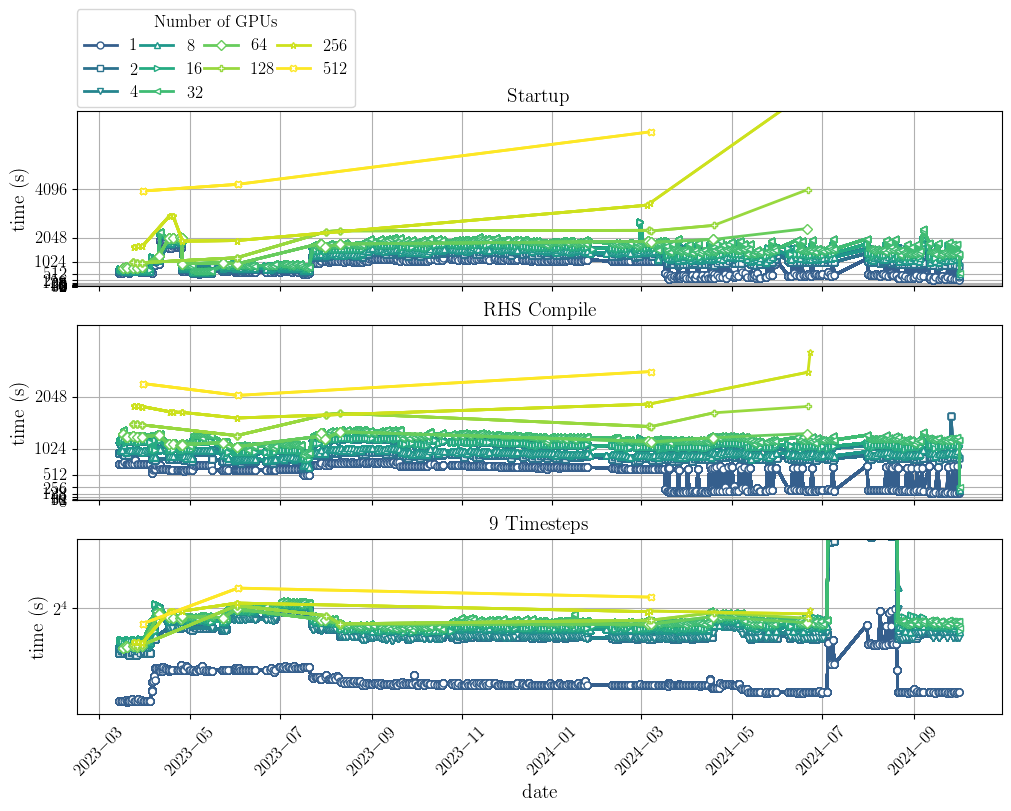 Number of GPUs
1 8 64 256
2 16 128 512
4 32
Startup
time (s)
4096
2048
1024
512
RHS Compile
time (s)
2048
1024
512
256
9 Timesteps
time (s)
2^4
2023−03 2023−05 2023−07 2023−09 2023−11 2024−01 2024−03 2024−05 2024−07 2024−09
date